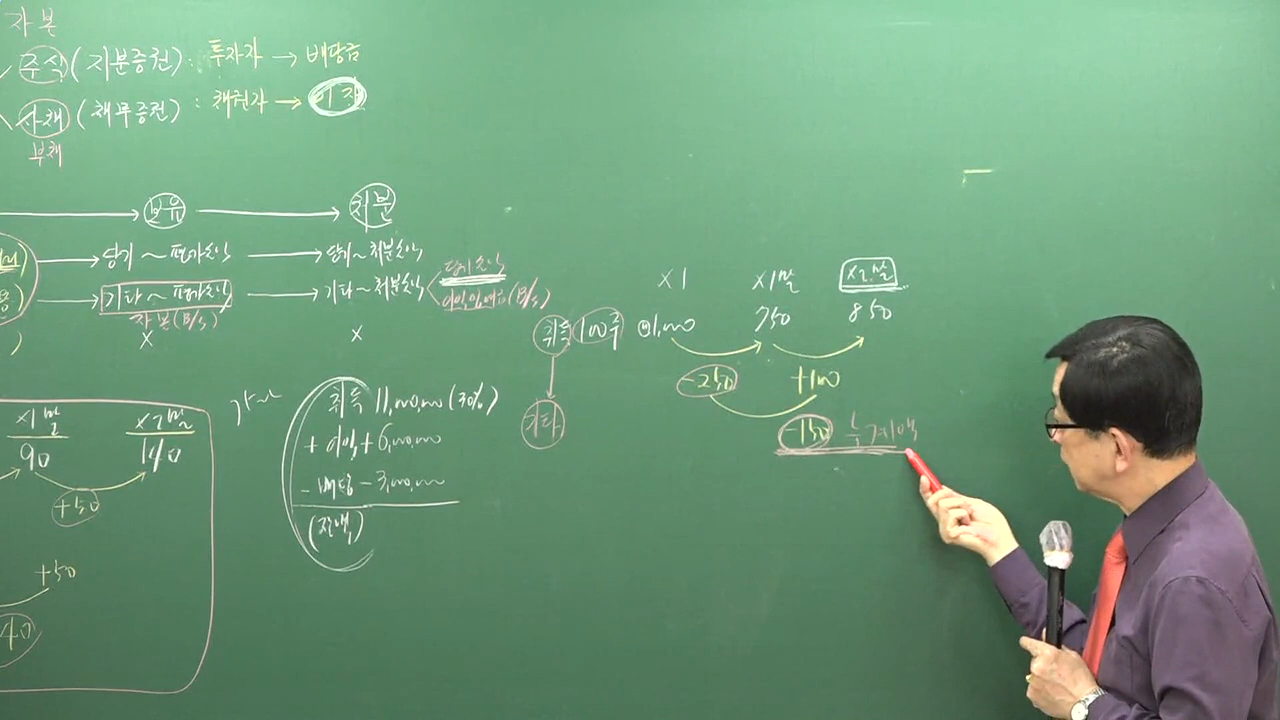 자본
주식 (지분증권) : 투자자 → 배당금
사채 (채무증권) : 채권자 → 이자
부채
→ 보유 → 처분
→ 당기~평가손익 → 당기~처분손익
→ 기타~평가손익 → 기타~처분손익
당기손익
이익잉여금(B/S)
자본(B/S)
X
X
X1말 X2말
90 140
+50
+50
40
취득 11,000,000 (30%)
+ 이익 + 6,000,000
- 배당 - 3,000,000
(잔액)
X1 X1말 X2말
취득 100주 @1,000 750 850
-250 +100
기타
-150